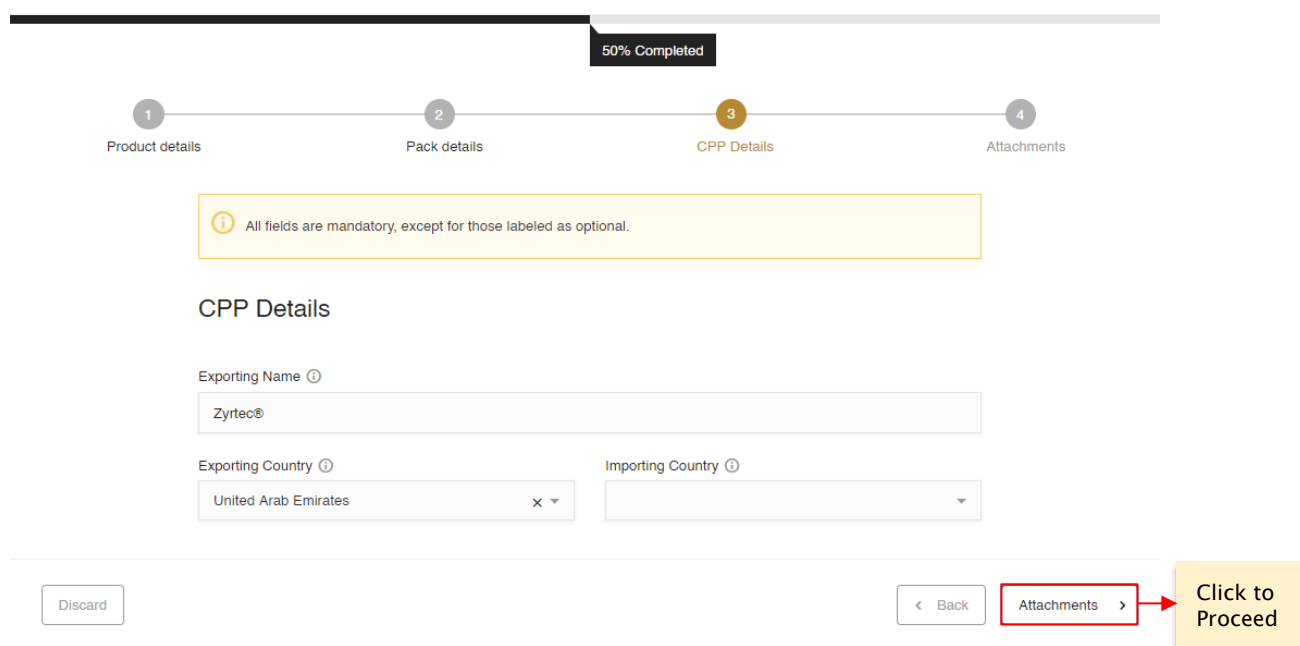 50% Completed
1
2
3
4
Product details
Pack details
CPP Details
Attachments
All fields are mandatory, except for those labeled as optional.
CPP Details
Exporting Name
Zyrtec®
Exporting Country
Importing Country
United Arab Emirates
Discard
Back
Attachments
Click to
Proceed